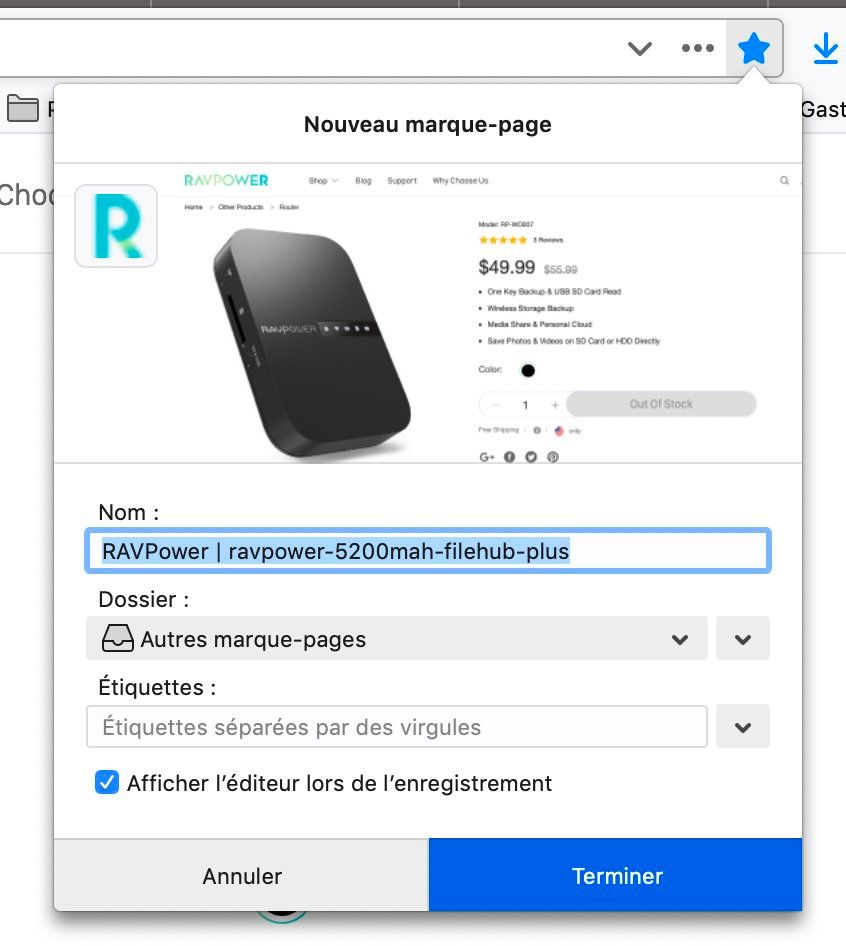 Gast
Choo
Nouveau marque-page
RAVPOWER Shop Blog Support Why Choose Us
Home > Other Products > Router
Model: RP-WD007
3 Reviews
$49.99 $55.99
One Key Backup & USB SD Card Read
Wireless Storage Backup
Media Share & Personal Cloud
Save Photos & Videos on SD Card or HDD Directly
RAVPOWER
Color:
- 1 + Out Of Stock
Free Shipping only
G+
Nom :
RAVPower | ravpower-5200mah-filehub-plus
Dossier :
Autres marque-pages
Étiquettes :
Étiquettes séparées par des virgules
Afficher l’éditeur lors de l’enregistrement
Annuler Terminer